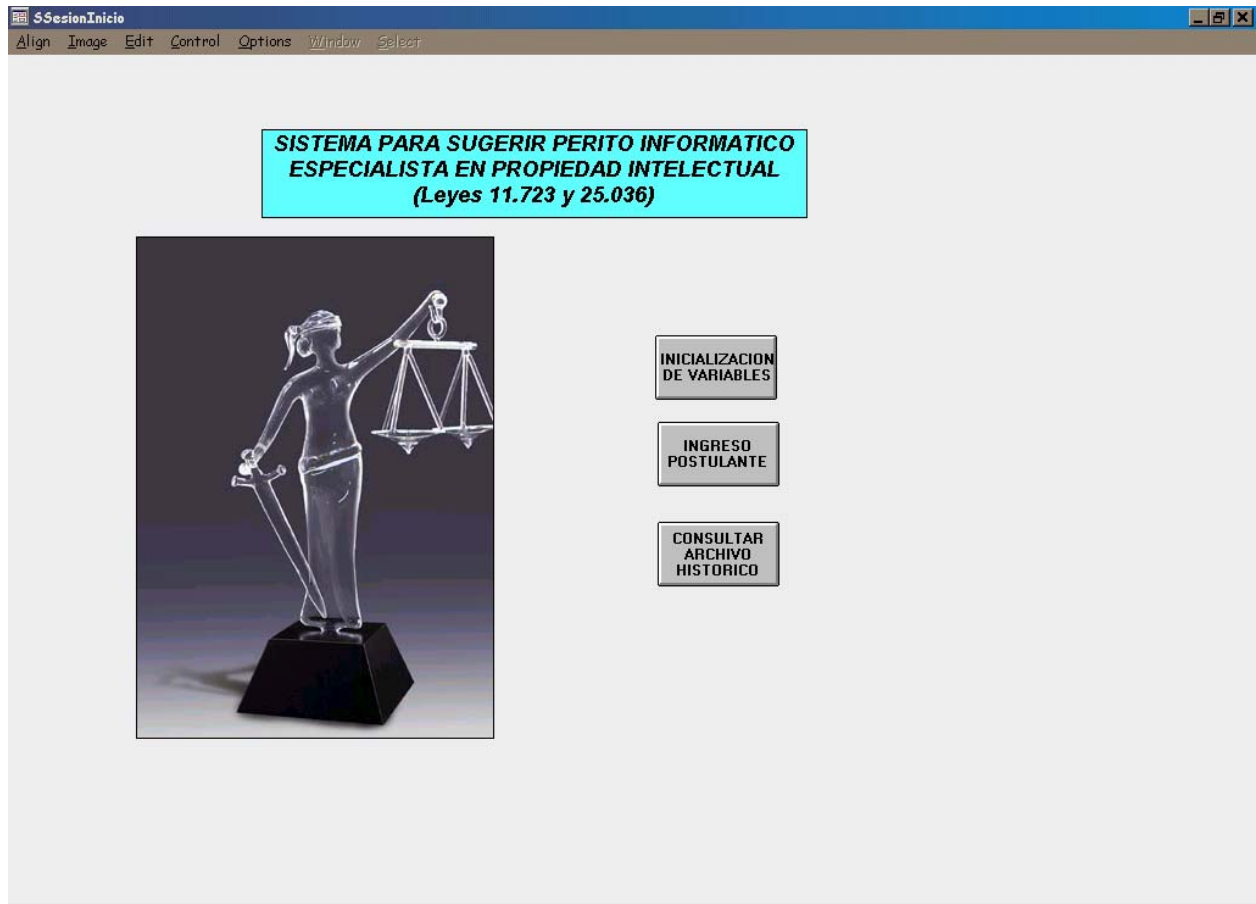 SSesionInicio
Align Image Edit Control Options Window Select
SISTEMA PARA SUGERIR PERITO INFORMATICO
ESPECIALISTA EN PROPIEDAD INTELECTUAL
(Leyes 11.723 y 25.036)
INICIALIZACION
DE VARIABLES
INGRESO
POSTULANTE
CONSULTAR
ARCHIVO
HISTORICO